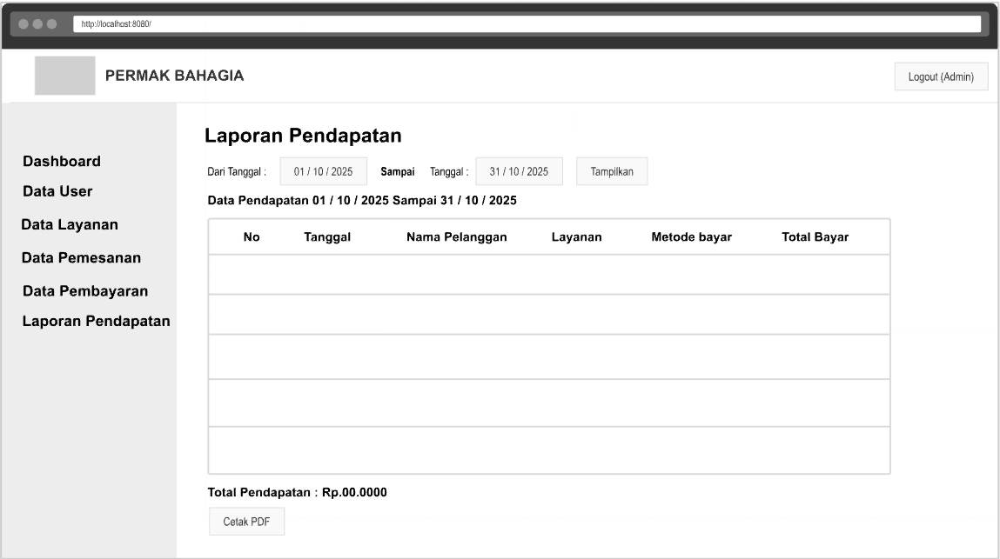 http://localhost:8080/
PERMAK BAHAGIA
Logout (Admin)
Dashboard
Data User
Data Layanan
Data Pemesanan
Data Pembayaran
Laporan Pendapatan
Laporan Pendapatan
Dari Tanggal : 01 / 10 / 2025 Sampai Tanggal : 31 / 10 / 2025 Tampilkan
Data Pendapatan 01 / 10 / 2025 Sampai 31 / 10 / 2025
No Tanggal Nama Pelanggan Layanan Metode bayar Total Bayar
Total Pendapatan : Rp.00.0000
Cetak PDF